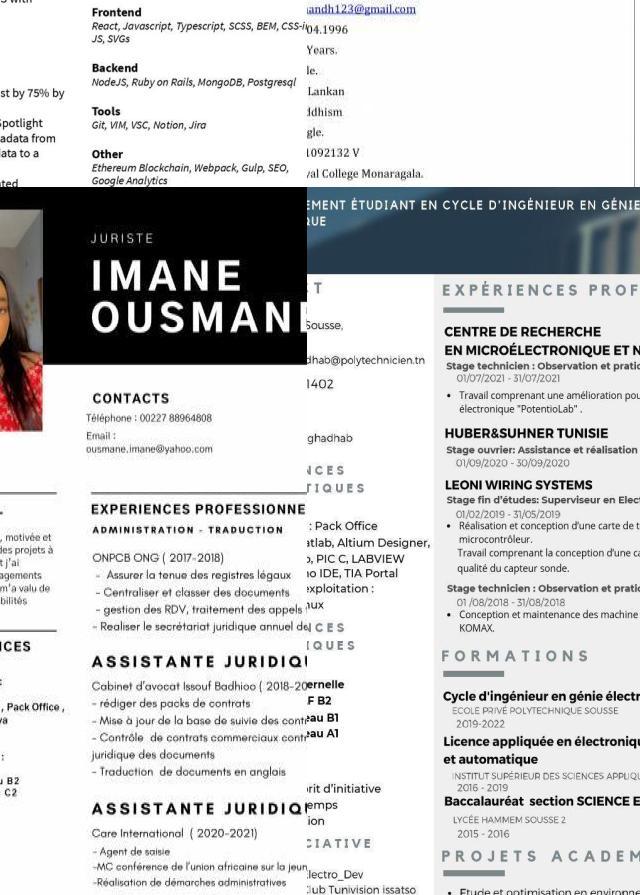 s with
st by 75% by
Spotlight
adata from
data to a
ated
Frontend
React, Javascript, Typescript, SCSS, BEM, CSS-in
JS, SVGs
Backend
NodeJS, Ruby on Rails, MongoDB, Postgresql
Tools
Git, VIM, VSC, Notion, Jira
Other
Ethereum Blockchain, Webpack, Gulp, SEO,
Google Analytics
andh123@gmail.com
04.1996
Years.
le.
Lankan
ddhism
gle.
1092132 V
val College Monaragala.
JURISTE
IMANE
OUSMAN
CONTACTS
Téléphone : 00227 88964808
Email :
ousmane.imane@yahoo.com
, motivée et
des projets à
t j'ai
agements
m'a valu de
bilités
NCES
:
, Pack Office ,
va
:
u B2
C2
EXPERIENCES PROFESSIONNE
ADMINISTRATION - TRADUCTION
ONPCB ONG ( 2017-2018)
- Assurer la tenue des registres légaux
- Centraliser et classer des documents
- gestion des RDV, traitement des appels
- Realiser le secrétariat juridique annuel de
ASSISTANTE JURIDIQU
Cabinet d'avocat Issouf Badhioo ( 2018-20
- rédiger des packs de contrats
- Mise à jour de la base de suivie des contr
- Contrôle de contrats commerciaux contr
juridique des documents
- Traduction de documents en anglais
ASSISTANTE JURIDIQU
Care International ( 2020-2021)
- Agent de saisie
-MC conférence de l'union africaine sur la jeun
-Réalisation de démarches administratives
EMENT ÉTUDIANT EN CYCLE D'INGÉNIEUR EN GÉNIE
QUE
T
Sousse,
dhab@polytechnicien.tn
1402
ghadhab
NCES
TIQUES
: Pack Office
atlab, Altium Designer,
o, PIC C, LABVIEW
no IDE, TIA Portal
exploitation :
nux
NCES
IQUES
ernelle
F B2
eau B1
eau A1
rit d'initiative
emps
ion
CIATIVE
lectro_Dev
Club Tunivision issatso
EXPÉRIENCES PROF
CENTRE DE RECHERCHE
EN MICROÉLECTRONIQUE ET N
Stage technicien : Observation et pratic
01/07/2021 - 31/07/2021
• Travail comprenant une amélioration pou
électronique "PotentioLab" .
HUBER&SUHNER TUNISIE
Stage ouvrier: Assistance et réalisation
01/09/2020 - 30/09/2020
LEONI WIRING SYSTEMS
Stage fin d'études: Superviseur en Elect
01/02/2019 - 31/05/2019
• Réalisation et conception d'une carte de t
microcontrôleur.
Travail comprenant la conception d'une ca
qualité du capteur sonde.
Stage technicien : Observation et pratic
01 /08/2018 - 31/08/2018
• Conception et maintenance des machine
KOMAX.
FORMATIONS
Cycle d'ingénieur en génie électr
ECOLE PRIVÉ POLYTECHNIQUE SOUSSE
2019-2022
Licence appliquée en électroniqu
et automatique
INSTITUT SUPÉRIEUR DES SCIENCES APPLIQU
2016 - 2019
Baccalauréat section SCIENCE E
LYCÉE HAMMEM SOUSSE 2
2015 - 2016
PROJETS ACADEM
• Etude et optimisation en environne